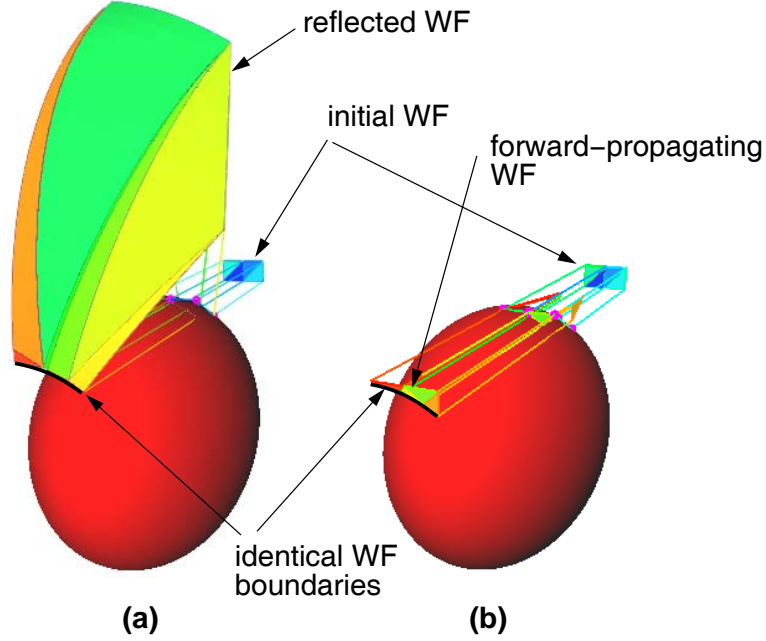 reflected WF
initial WF
forward–propagating
WF
identical WF
boundaries
(a)
(b)